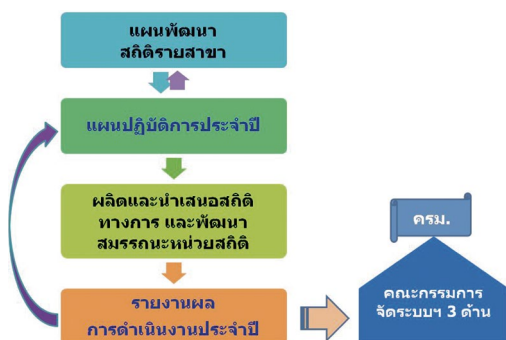 แผนพัฒนา
สถิติรายสาขา
แผนปฏิบัติการประจำปี
ผลิตและนำเสนอสถิติ
ทางการ และพัฒนา
สมรรถนะหน่วยสถิติ
รายงานผล
การดำเนินงานประจำปี
ครม.
คณะกรรมการ
จัดระบบฯ 3 ด้าน